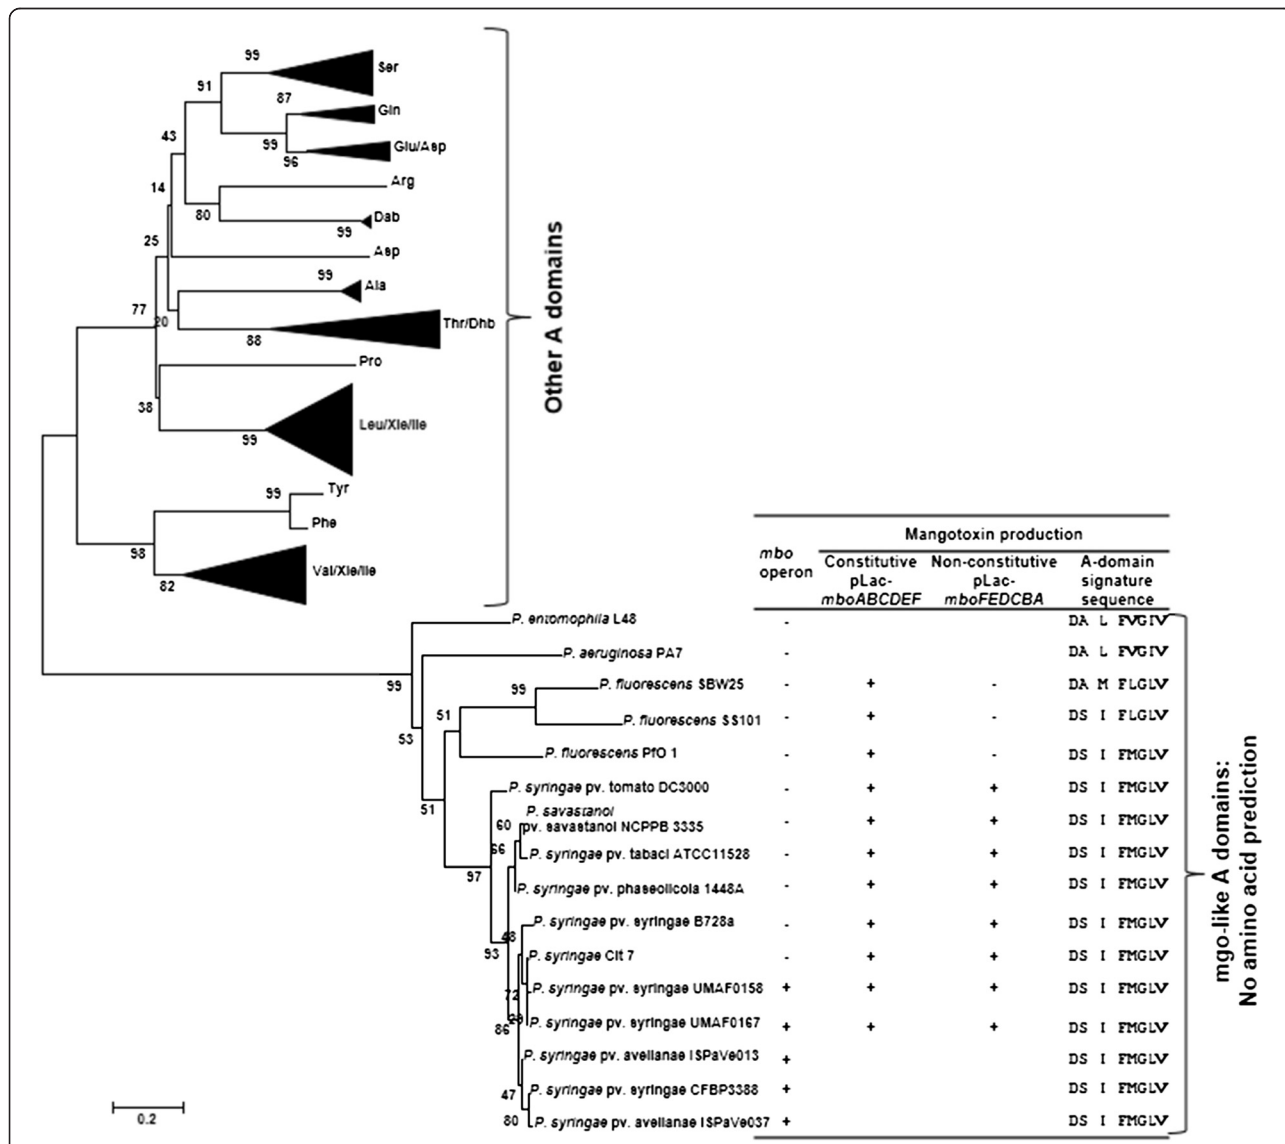 99
Ser
91
87
Gln
43
99
Glu/Asp
96
14
Arg
80
Dab
99
25
Asp
99
Ala
77
20
Thr/Dhb
88
Pro
38
Leu/Xle/Ile
99
99
Tyr
Phe
98
Val/Xle/Ile
82
Other A domains
mbo operon
Mangotoxin production
Constitutive pLac-mboABCDEF
Non-constitutive pLac-mboFEDCBA
A-domain signature sequence
P. entomophila L48 - DA L FVGIV
P. aeruginosa PA7 - DA L FVGIV
99
P. fluorescens SBW25 - + - DA M FLGLV
99
51
P. fluorescens SS101 - + - DS I FLGLV
53
P. fluorescens PfO 1 - + - DS I FMGLV
P. syringae pv. tomato DC3000 - + + DS I FMGLV
51
P. savastanoi
60
pv. savastanoi NCPPB 3335 - + + DS I FMGLV
66
P. syringae pv. tabaci ATCC11528 - + + DS I FMGLV
97
P. syringae pv. phaseolicola 1448A - + + DS I FMGLV
P. syringae pv. syringae B728a - + + DS I FMGLV
93
P. syringae Cit 7 - + + DS I FMGLV
72
P. syringae pv. syringae UMAF0158 + + + DS I FMGLV
86
P. syringae pv. syringae UMAF0167 + + + DS I FMGLV
P. syringae pv. avellanae ISPaVe013 + DS I FMGLV
47
P. syringae pv. syringae CFBP3388 + DS I FMGLV
80
P. syringae pv. avellanae ISPaVe037 + DS I FMGLV
mgo-like A domains:
No amino acid prediction
0.2